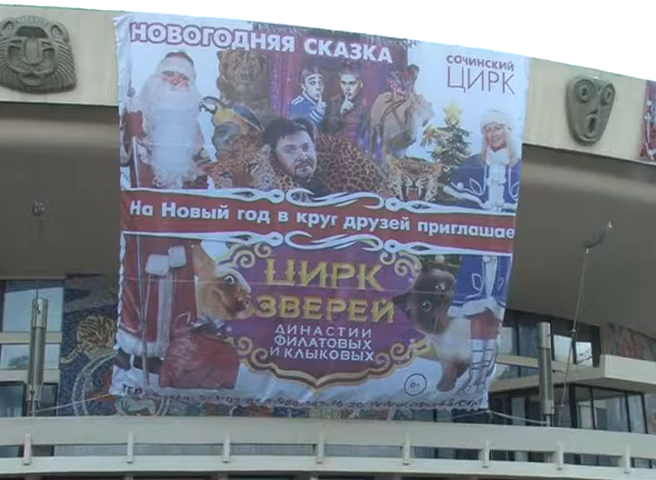 НОВОГОДНЯЯ СКАЗКА
СОЧИНСКИЙ
ЦИРК
На Новый год в круг друзей приглашае
ЦИРК
ЗВЕРЕЙ
ДИНАСТИИ
ФИЛАТОВЫХ
И КЛЫКОВЫХ
0+